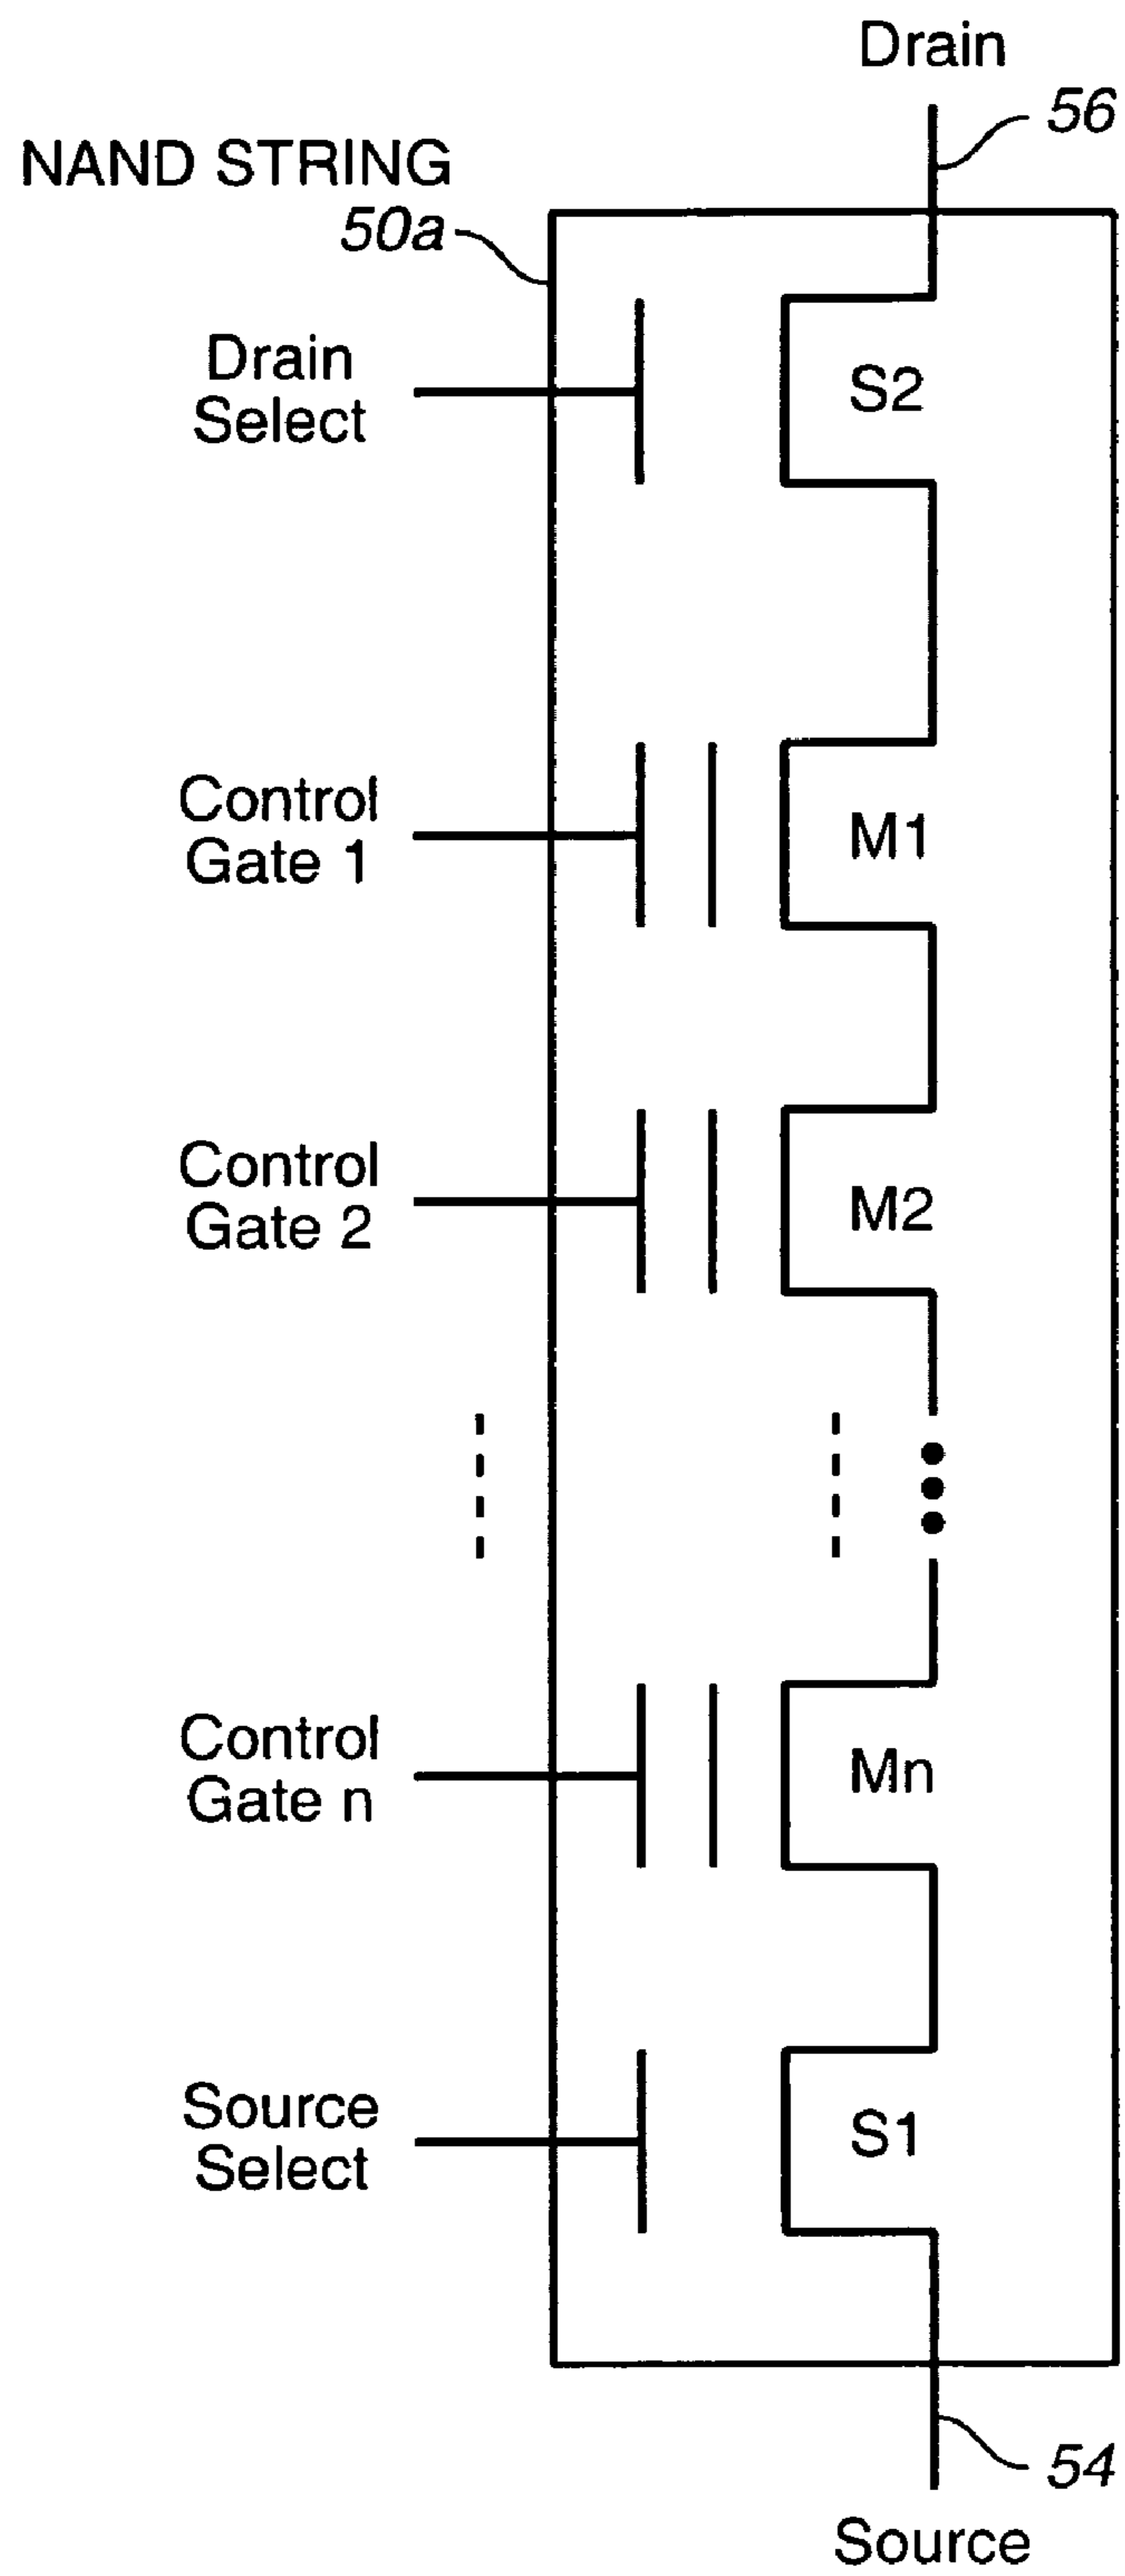 Drain
56
NAND STRING
50a
Drain
Select
S2
Control
Gate 1
M1
Control
Gate 2
M2
Control
Gate n
Mn
Source
Select
S1
54
Source